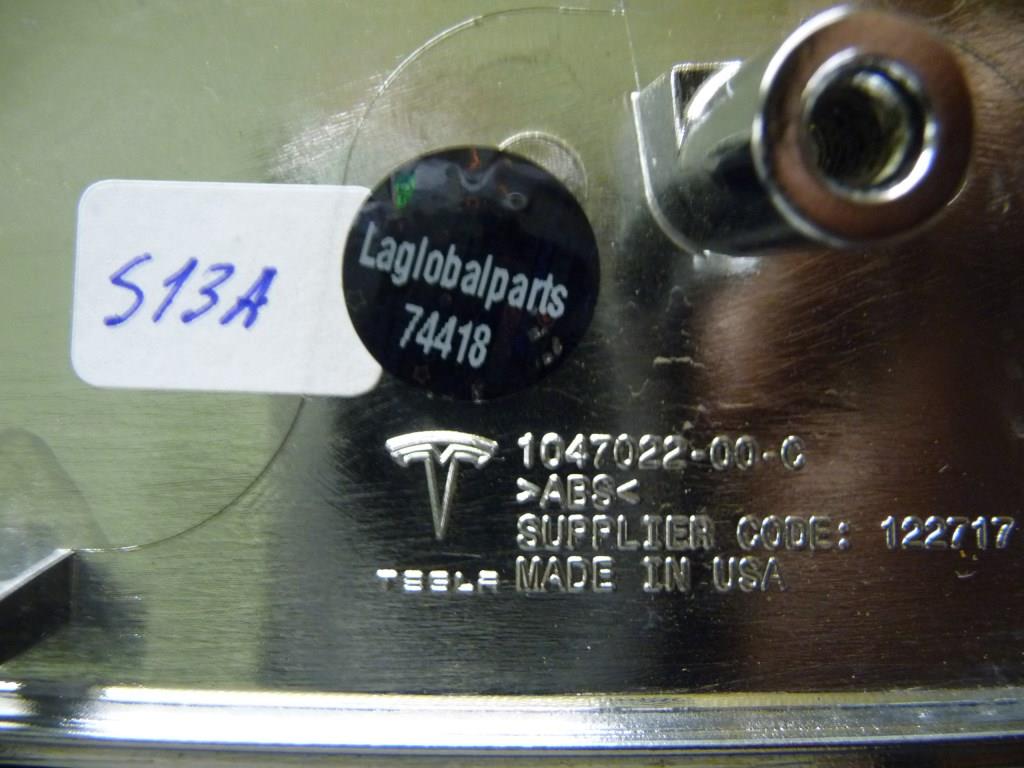 S13A
Laglobalparts
74418
1047022-00-C
>ABS<
SUPPLIER CODE: 122717
TESLA MADE IN USA